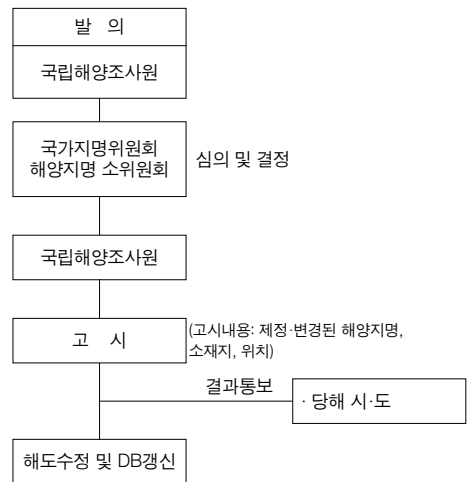 발 의
국립해양조사원
국가지명위원회
해양지명 소위원회
심의 및 결정
국립해양조사원
고 시
(고시내용: 제정·변경된 해양지명,
소재지, 위치)
결과통보
· 당해 시·도
해도수정 및 DB갱신